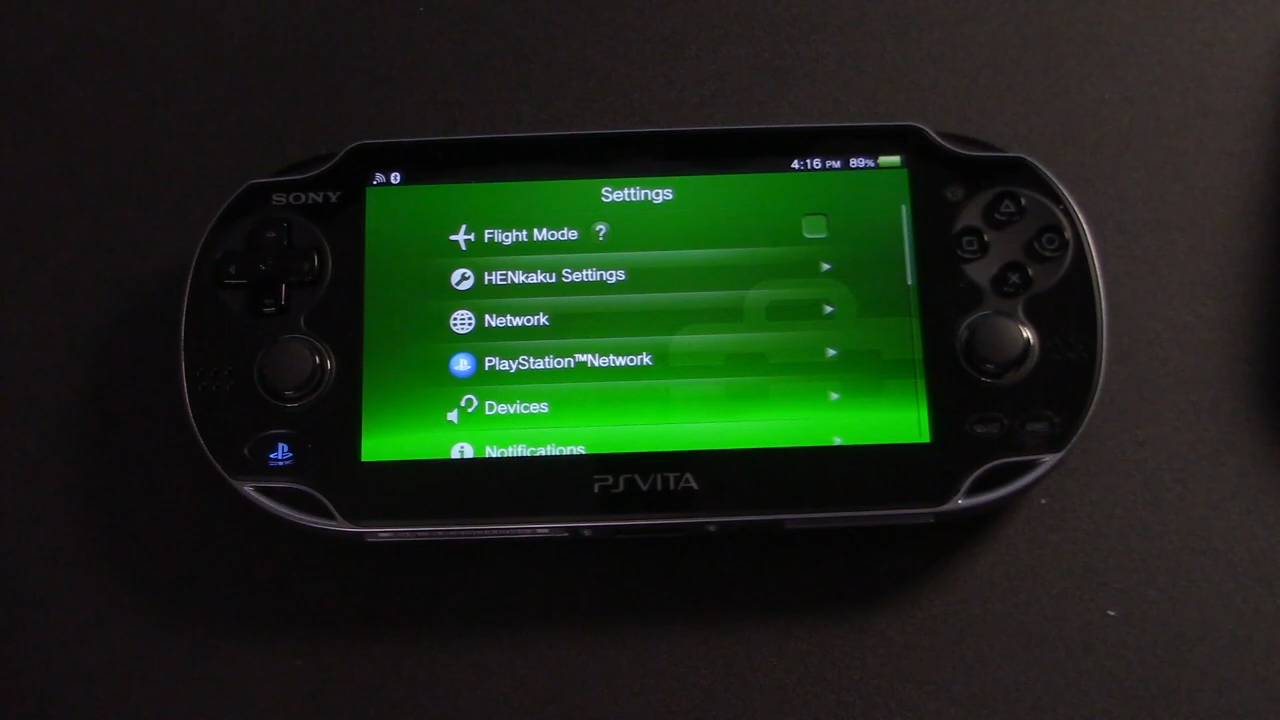 SONY
4:16 PM 89%
Settings
Flight Mode ?
HENkaku Settings
Network
PlayStation™Network
Devices
Notifications
PSVITA